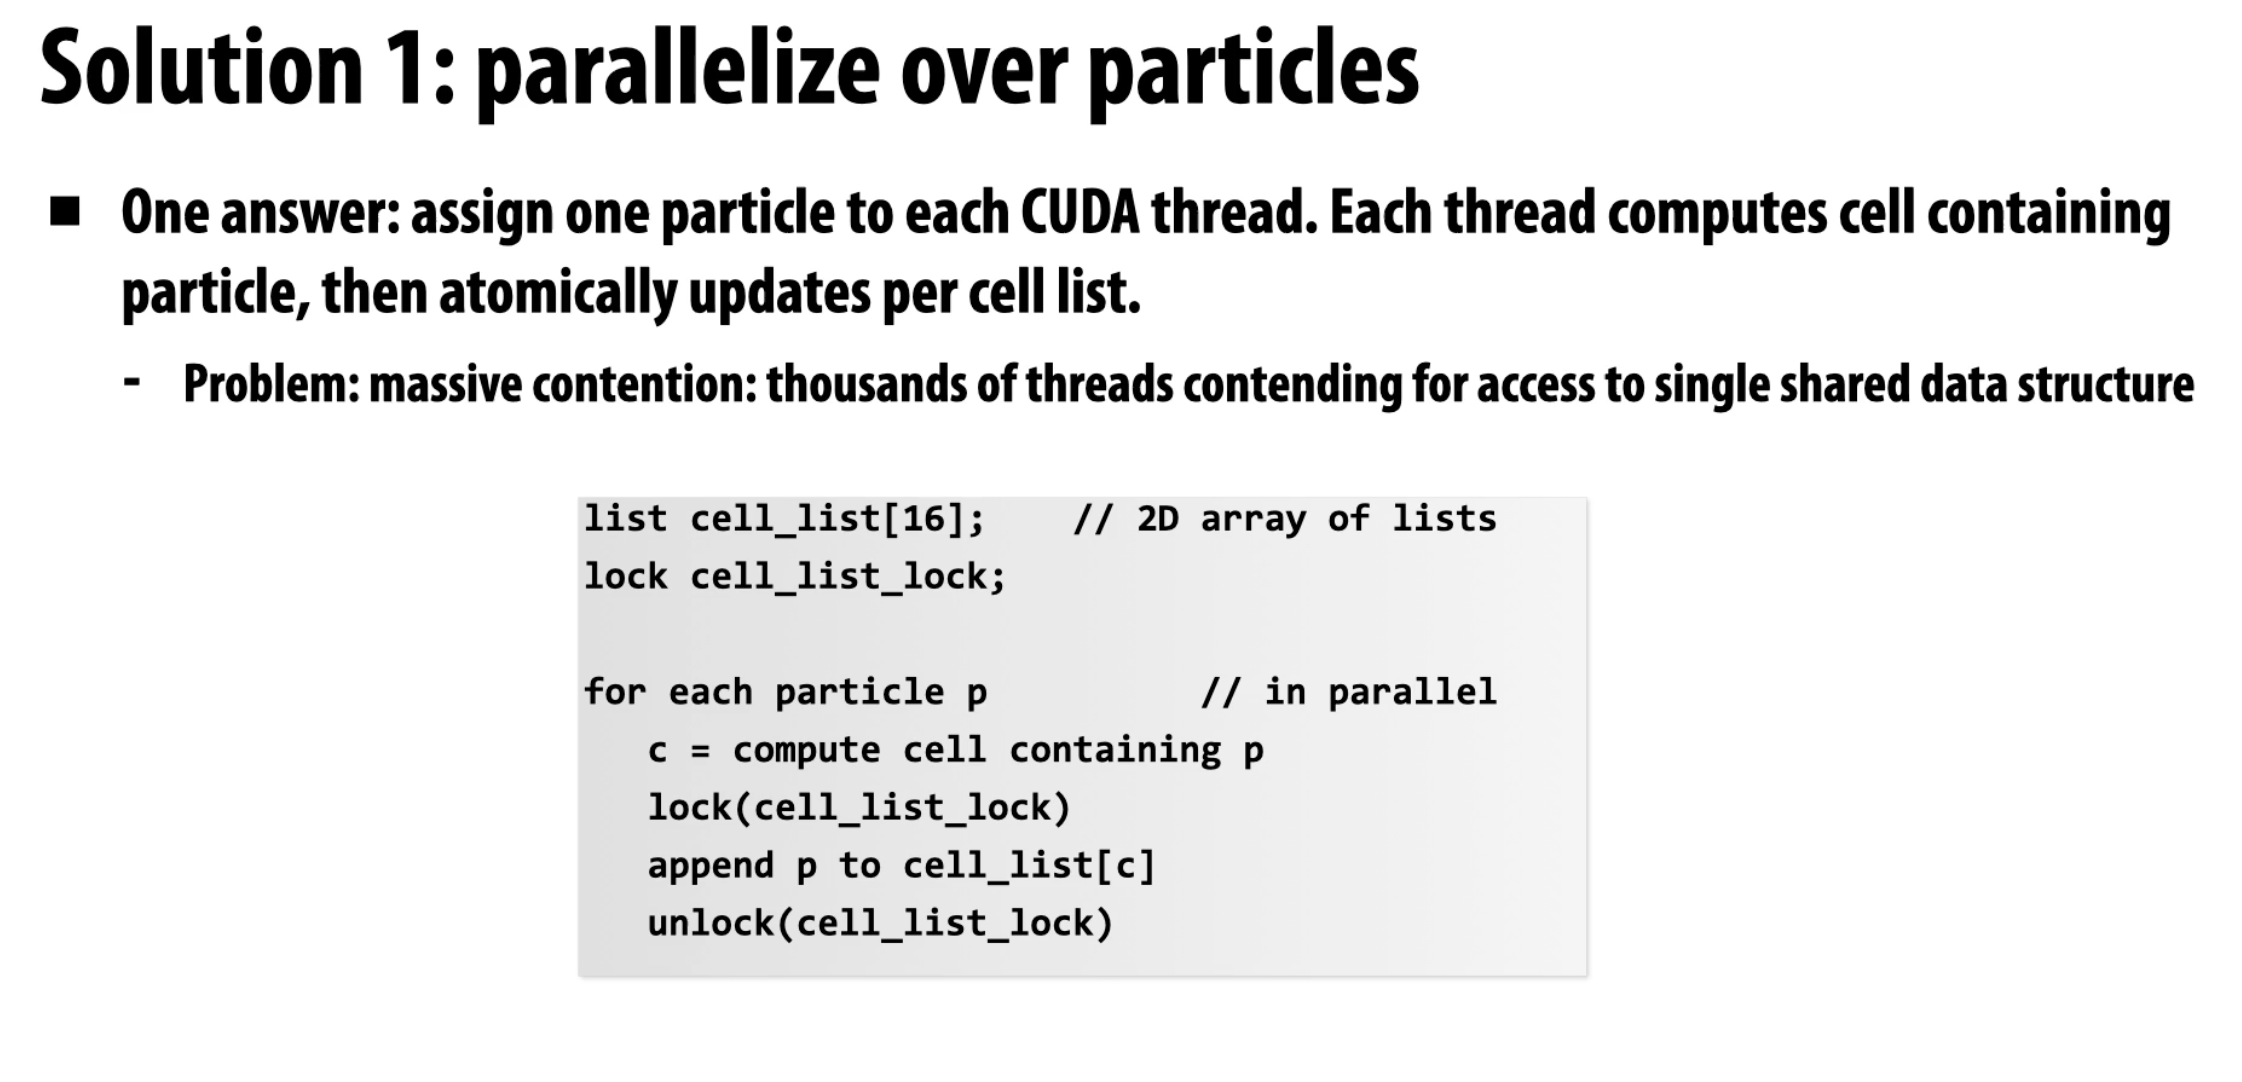 Solution 1: parallelize over particles
■ One answer: assign one particle to each CUDA thread. Each thread computes cell containing
particle, then atomically updates per cell list.
- Problem: massive contention: thousands of threads contending for access to single shared data structure
list cell_list[16];    // 2D array of lists
lock cell_list_lock;
for each particle p          // in parallel
   c = compute cell containing p
   lock(cell_list_lock)
   append p to cell_list[c]
   unlock(cell_list_lock)